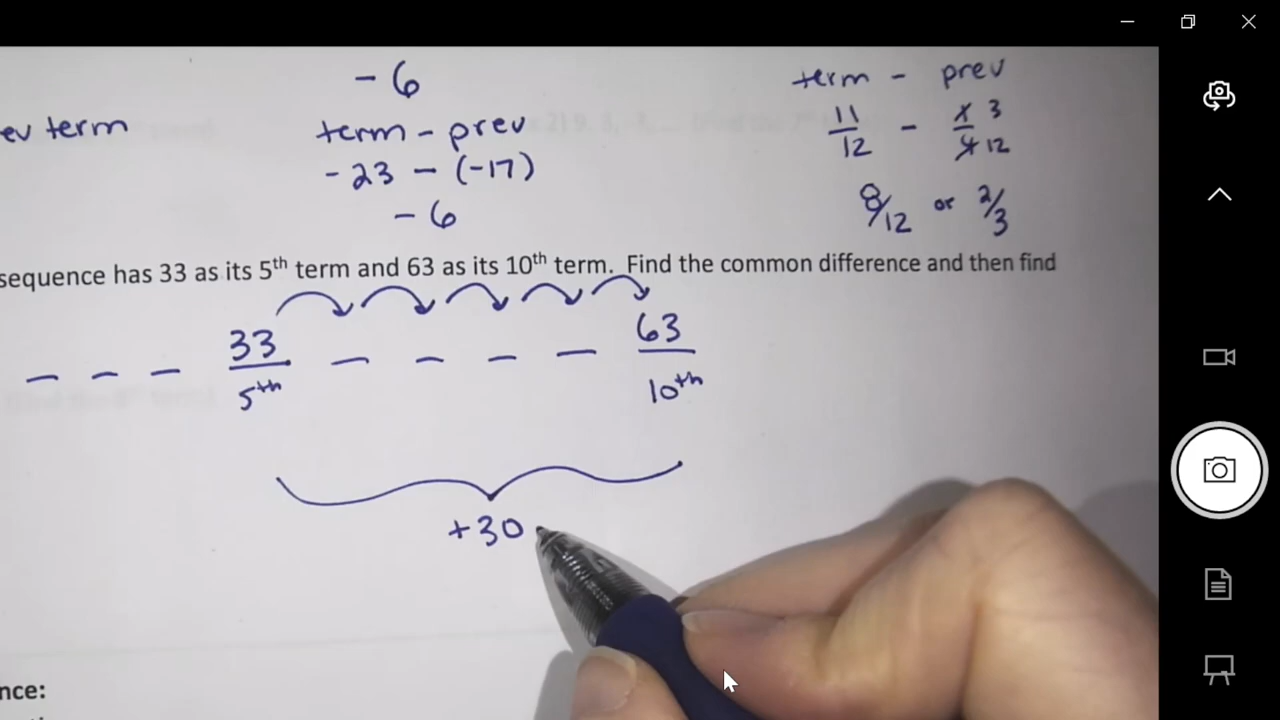 - 6
term - prev
ev term
term - prev
11/12 - 1/4 3/12
- 23 - (-17)
8/12 or 2/3
- 6
sequence has 33 as its 5th term and 63 as its 10th term. Find the common difference and then find
33 63
5th 10th
+30
nce: